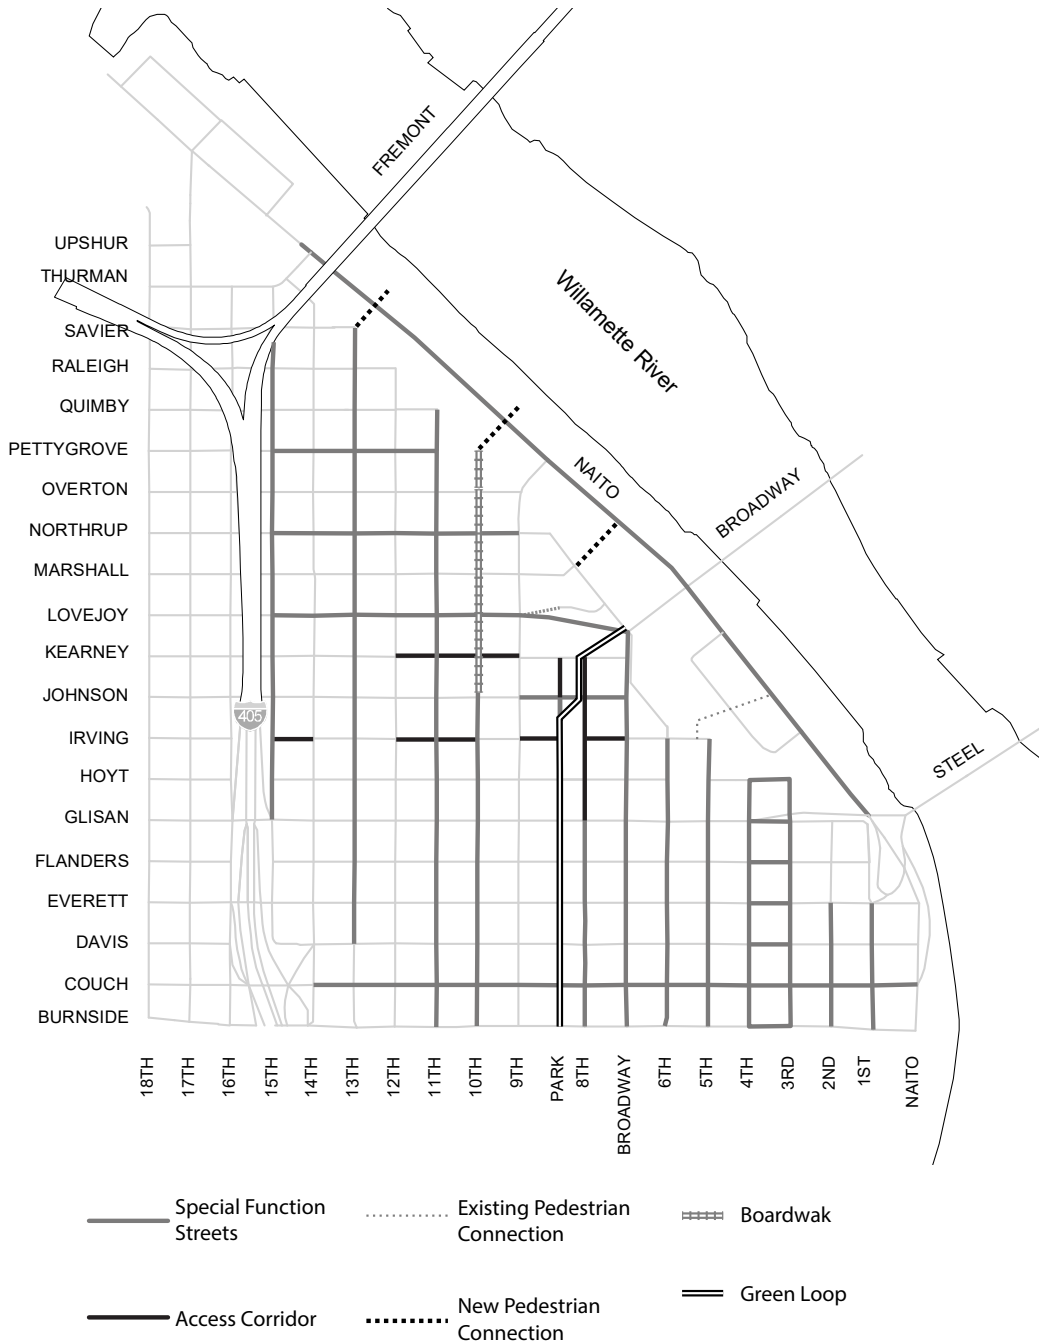 FREMONT
UPSHUR
THURMAN
Willamette River
SAVIER
RALEIGH
QUIMBY
PETTYGROVE
NAITO
BROADWAY
OVERTON
NORTHRUP
MARSHALL
LOVEJOY
KEARNEY
JOHNSON
405
IRVING
STEEL
HOYT
GLISAN
FLANDERS
EVERETT
DAVIS
COUCH
BURNSIDE
18TH
17TH
16TH
15TH
14TH
13TH
12TH
11TH
10TH
9TH
PARK
8TH
BROADWAY
6TH
5TH
4TH
3RD
2ND
1ST
NAITO
Special Function
Streets
Existing Pedestrian
Connection
Boardwak
Access Corridor
New Pedestrian
Connection
Green Loop